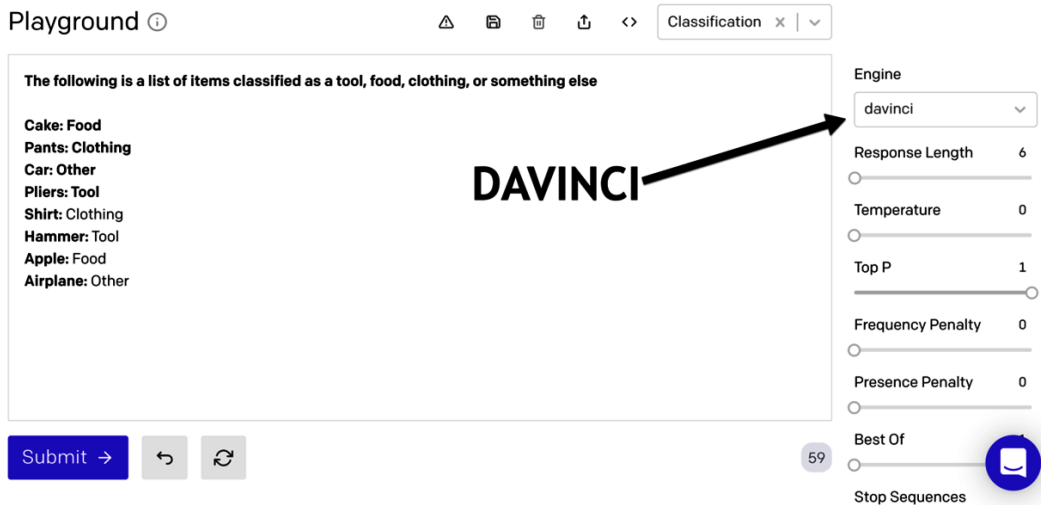 Playground
Classification
The following is a list of items classified as a tool, food, clothing, or something else
Cake: Food
Pants: Clothing
Car: Other
Pliers: Tool
Shirt: Clothing
Hammer: Tool
Apple: Food
Airplane: Other
DAVINCI
Submit
59
Engine
davinci
Response Length 6
Temperature 0
Top P 1
Frequency Penalty 0
Presence Penalty 0
Best Of
Stop Sequences